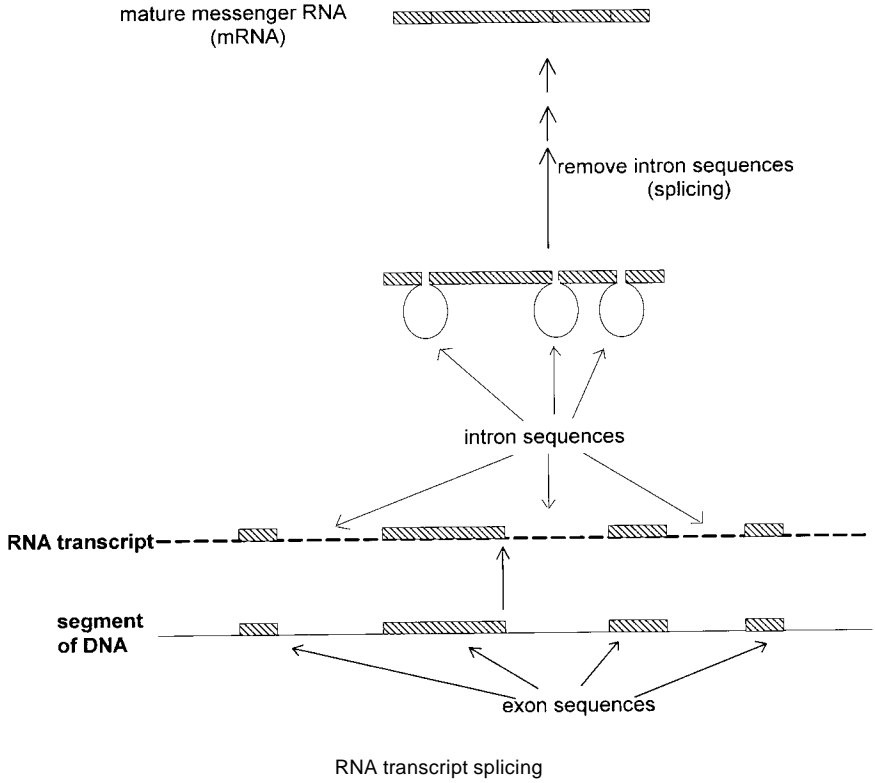 mature messenger RNA
(mRNA)
remove intron sequences
(splicing)
intron sequences
RNA transcript
segment
of DNA
exon sequences
RNA transcript splicing